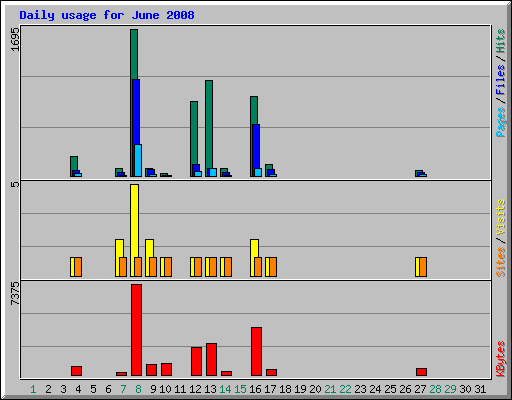 Daily usage for June 2008
1695
Pages/Files/Hits
5
Sites/Visits
7375
KBytes
1 2 3 4 5 6 7 8 9 10 11 12 13 14 15 16 17 18 19 20 21 22 23 24 25 26 27 28 29 30 31